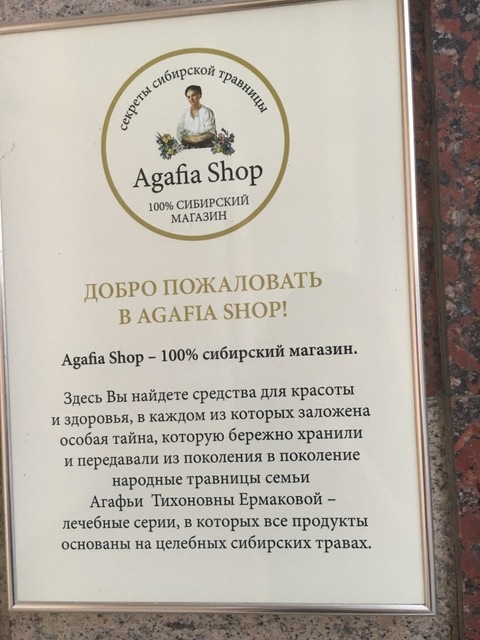 секреты сибирской травницы
Agafia Shop
100% СИБИРСКИЙ
МАГАЗИН
ДОБРО ПОЖАЛОВАТЬ
В AGAFIA SHOP!
Agafia Shop – 100% сибирский магазин.
Здесь Вы найдете средства для красоты
и здоровья, в каждом из которых заложена
особая тайна, которую бережно хранили
и передавали из поколения в поколение
народные травницы семьи
Агафьи Тихоновны Ермаковой –
лечебные серии, в которых все продукты
основаны на целебных сибирских травах.